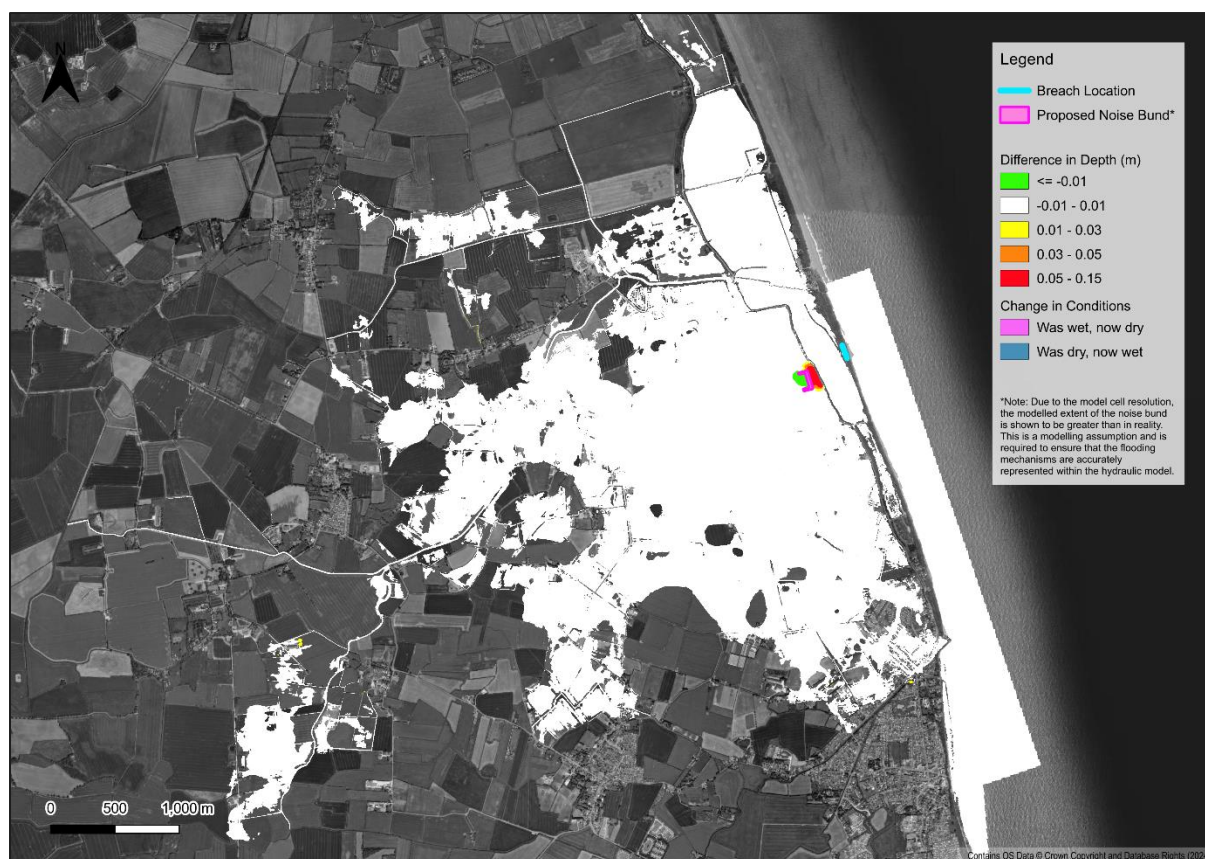 N
Legend
Breach Location
Proposed Noise Bund*
Difference in Depth (m)
<= -0.01
-0.01 - 0.01
0.01 - 0.03
0.03 - 0.05
0.05 - 0.15
Change in Conditions
Was wet, now dry
Was dry, now wet
*Note: Due to the model cell resolution,
the modelled extent of the noise bund
is shown to be greater than in reality.
This is a modelling assumption and is
required to ensure that the flooding
mechanisms are accurately
represented within the hydraulic model.
0 500 1,000 m
Contains OS Data © Crown Copyright and Database Rights